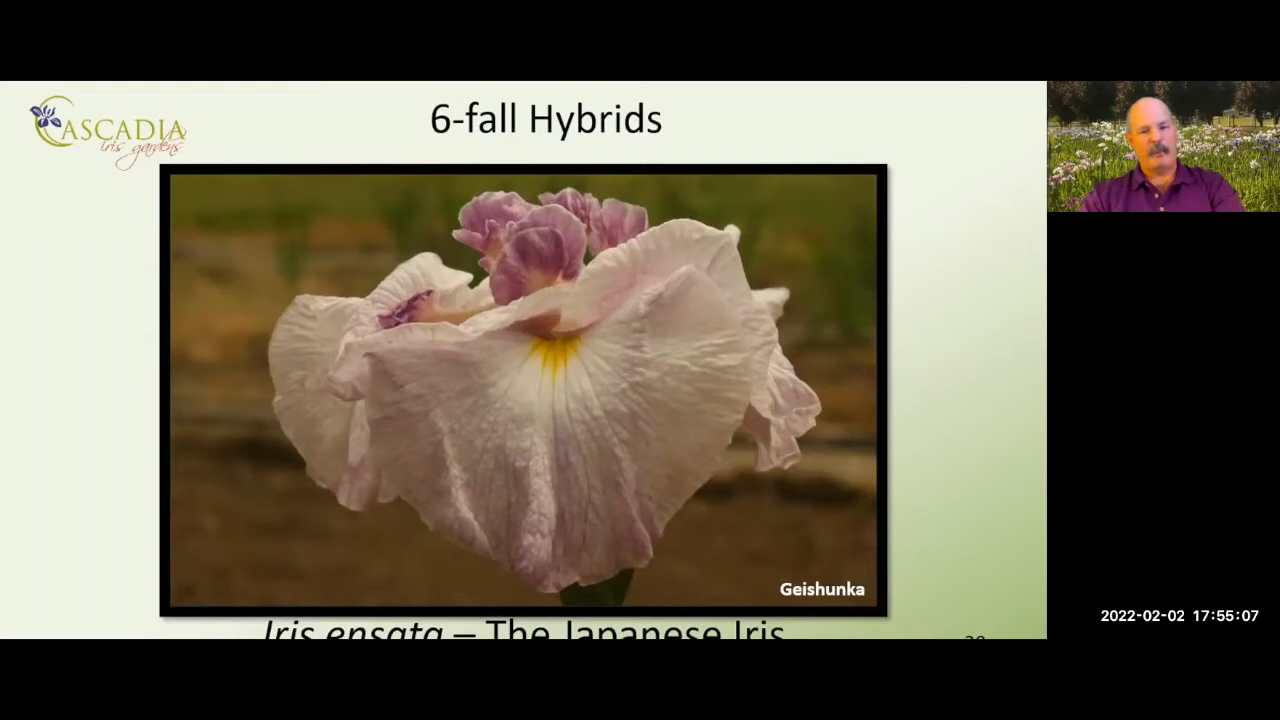 CASCADIA
iris gardens
6-fall Hybrids
Geishunka
Iris ensata – The Japanese Iris
2022-02-02 17:55:07